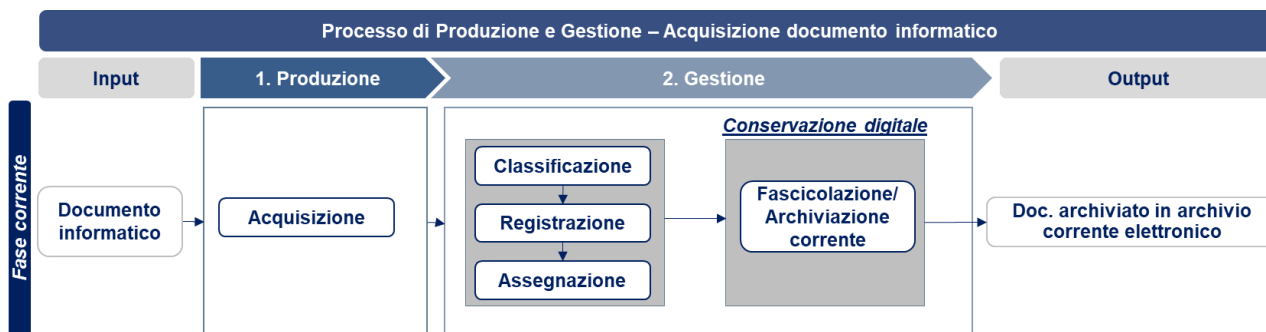 Processo di Produzione e Gestione – Acquisizione documento informatico
Input
1. Produzione
2. Gestione
Output
Fase corrente
Documento
informatico
Acquisizione
Classificazione
Registrazione
Assegnazione
Conservazione digitale
Fascicolazione/
Archiviazione
corrente
Doc. archiviato in archivio
corrente elettronico